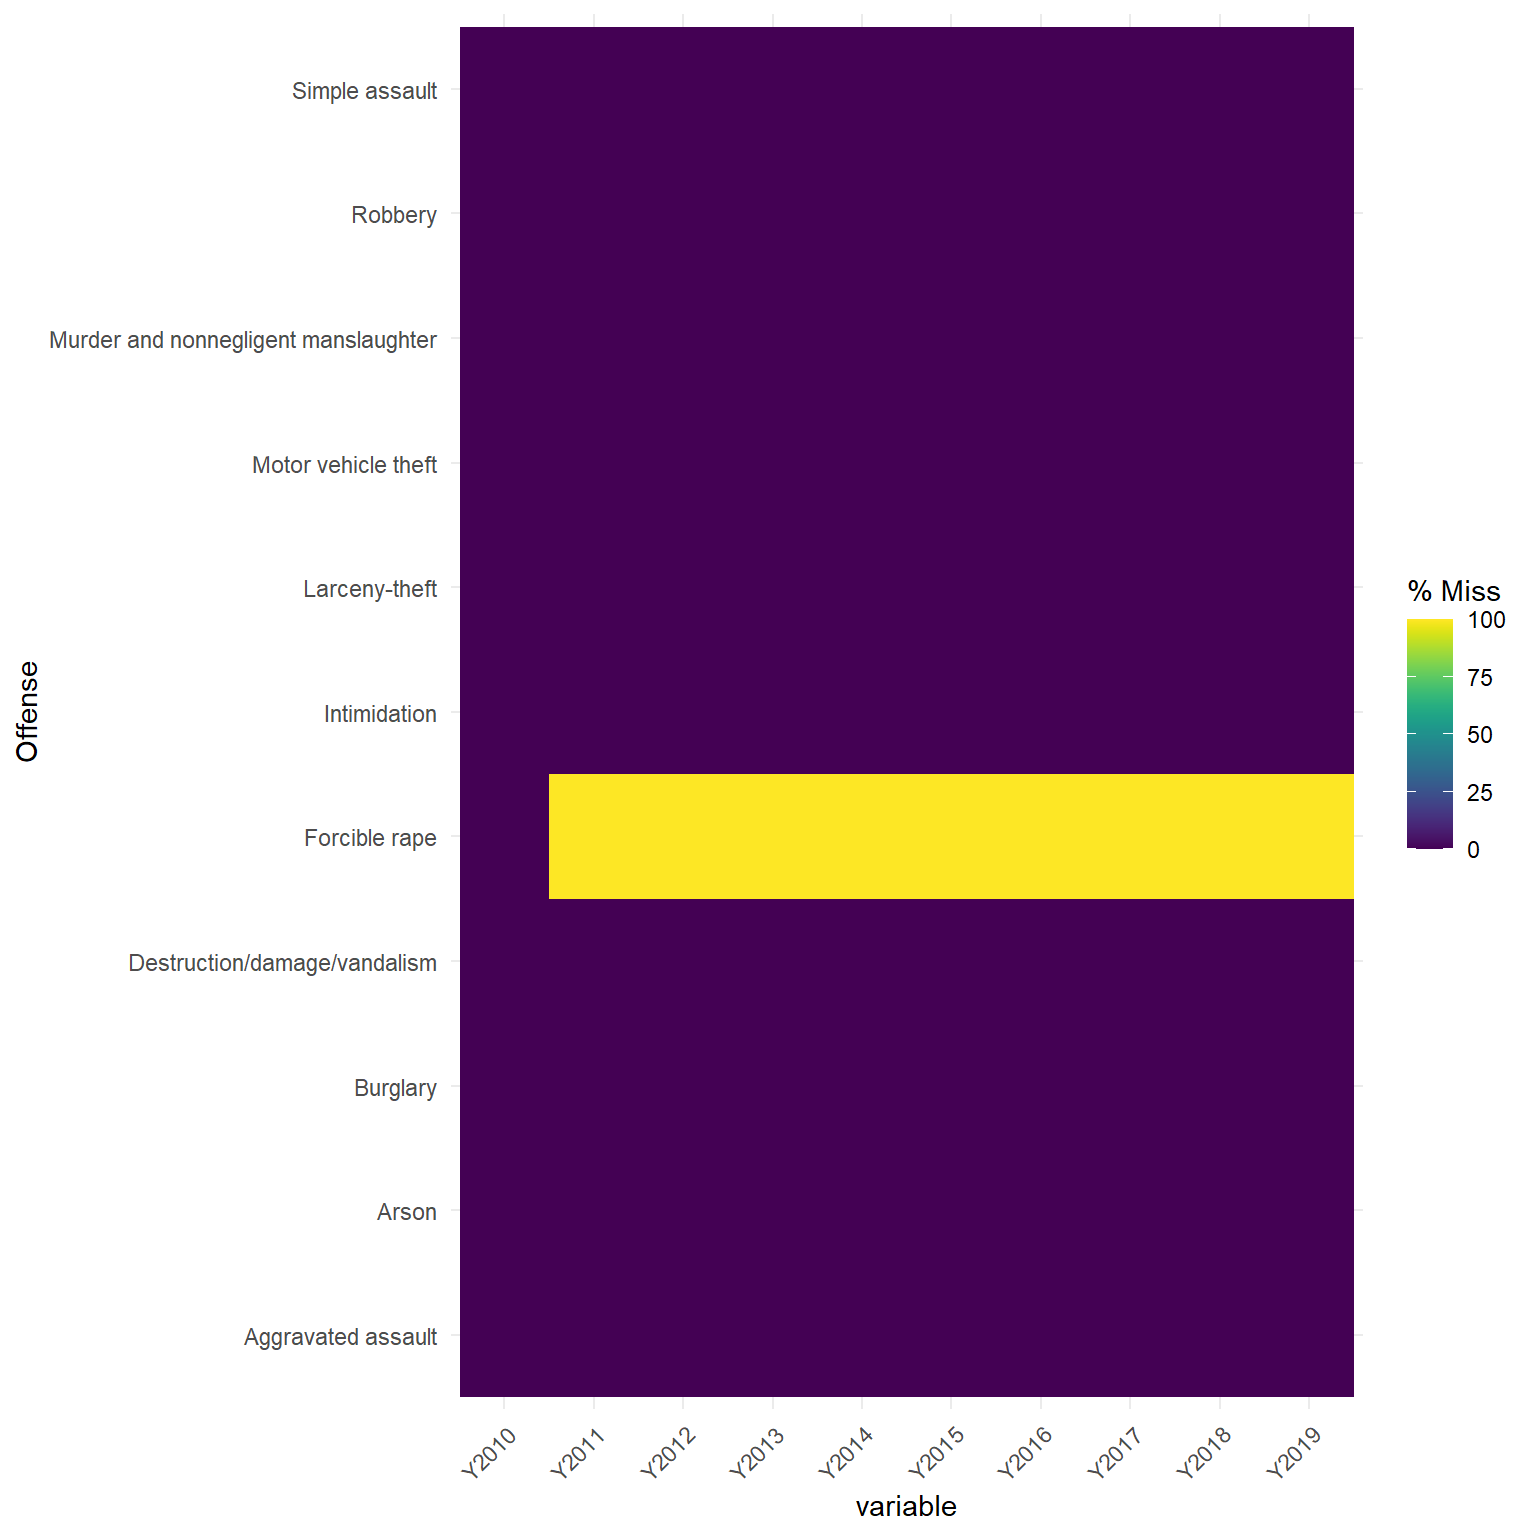 Simple assault
Robbery
Murder and nonnegligent manslaughter
Motor vehicle theft
Larceny-theft
Intimidation
Forcible rape
Destruction/damage/vandalism
Burglary
Arson
Aggravated assault
Offense
Y2010
Y2011
Y2012
Y2013
Y2014
Y2015
Y2016
Y2017
Y2018
Y2019
variable
% Miss
100
75
50
25
0